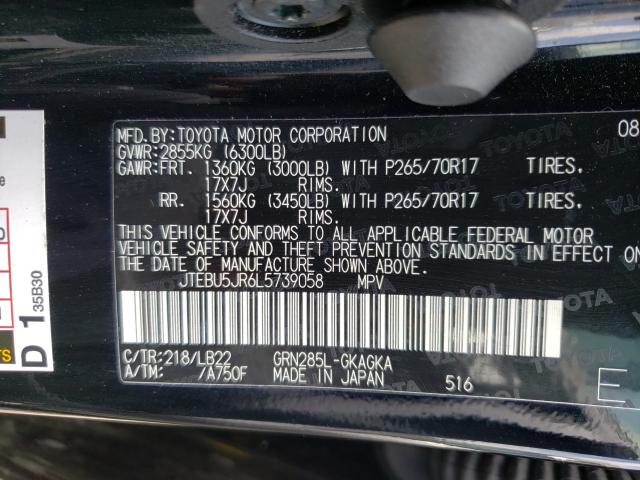 MFD.BY:TOYOTA MOTOR CORPORATION 08
GVWR:2855KG (6300LB)
GAWR:FRT. 1360KG (3000LB) WITH P265/70R17 TIRES.
17X7J RIMS.
RR. 1560KG (3450LB) WITH P265/70R17 TIRES.
17X7J RIMS.
THIS VEHICLE CONFORMS TO ALL APPLICABLE FEDERAL MOTOR
VEHICLE SAFETY AND THEFT PREVENTION STANDARDS IN EFFECT ON
THE DATE OF MANUFACTURE SHOWN ABOVE.
JTEBU5JR6L5739058 MPV
C/TR:218/LB22 GRN285L-GKAGKA
A/TM: /A750F MADE IN JAPAN 516
E
D 1 35B30